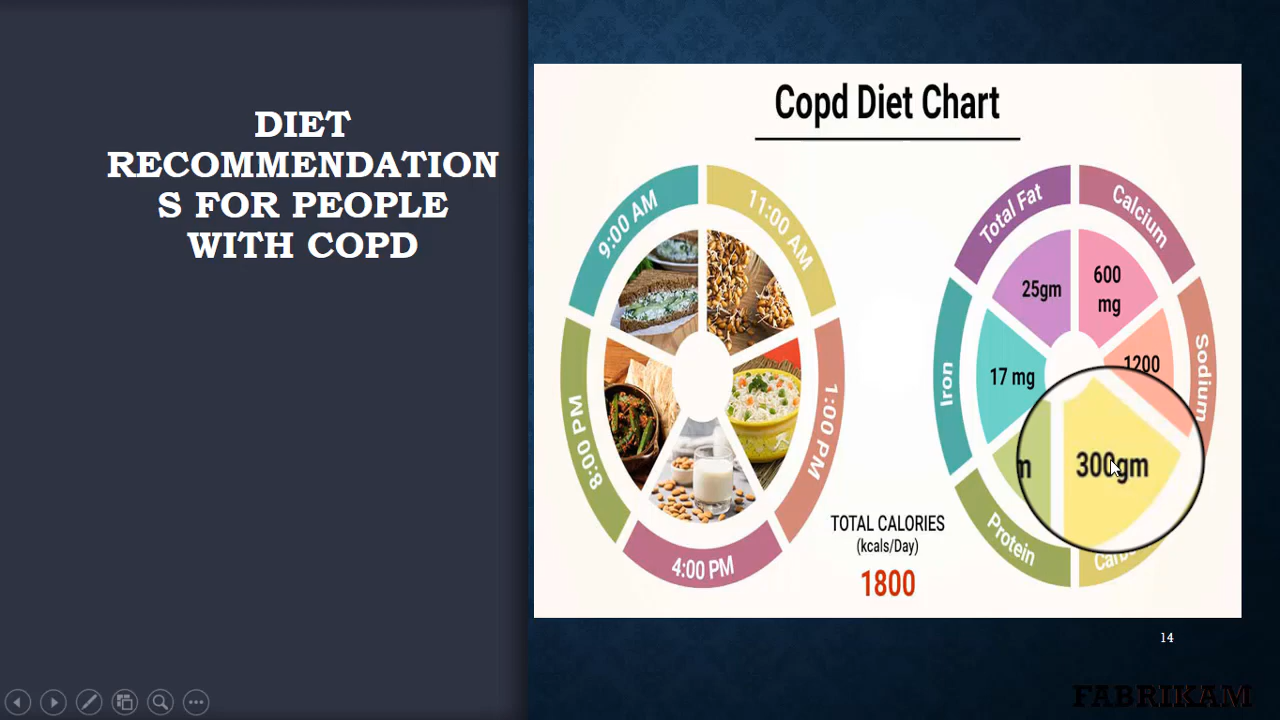 DIET
RECOMMENDATION
S FOR PEOPLE
WITH COPD
Copd Diet Chart
9:00 AM
11:00 AM
1:00 PM
4:00 PM
8:00 PM
TOTAL CALORIES
(kcals/Day)
1800
Total Fat
25gm
Calcium
600
mg
Sodium
1200
300gm
Protein
Iron
17 mg
14
FABRIKAM